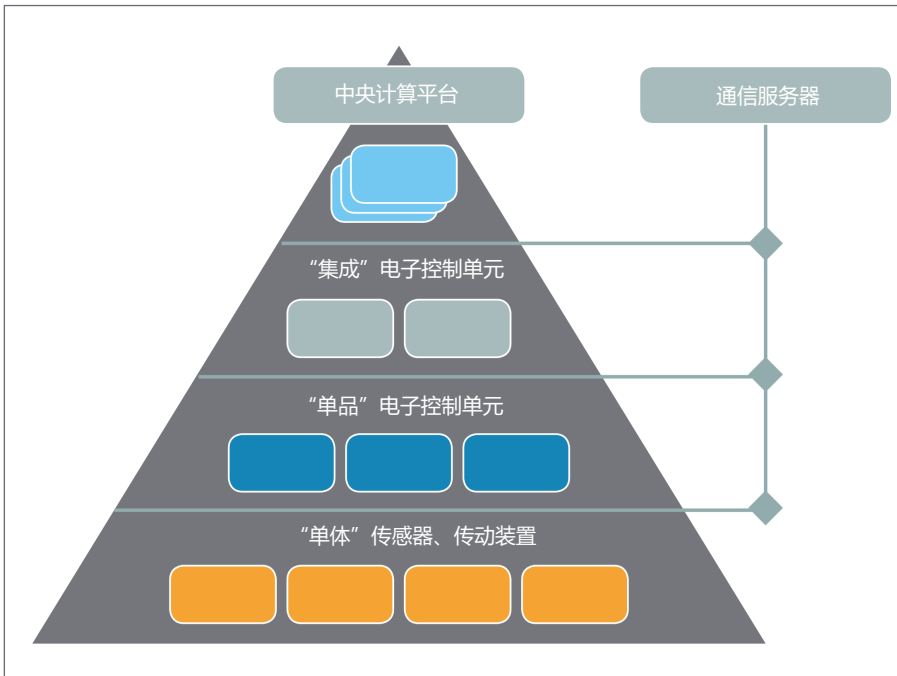 中央计算平台
通信服务器
“集成”电子控制单元
“单品”电子控制单元
“单体”传感器、传动装置